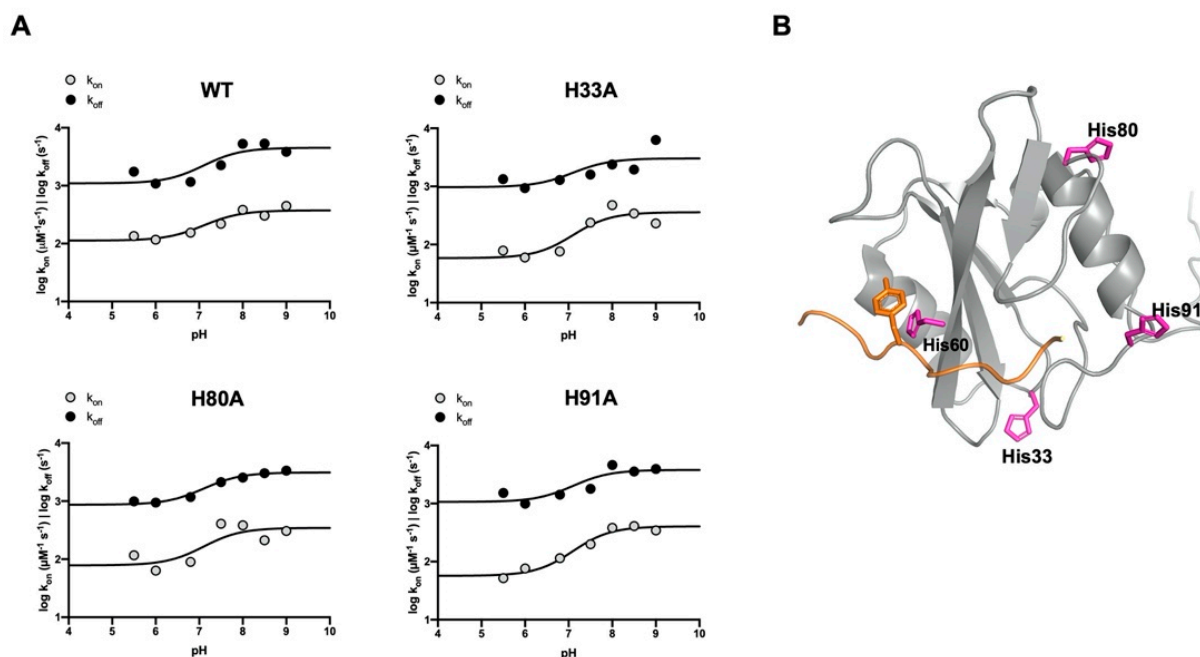 A
B
k_on
k_off
WT
log k_on (μM⁻¹s⁻¹) | log k_off (s⁻¹)
4
3
2
1
4 5 6 7 8 9 10
pH
k_on
k_off
H33A
log k_on (μM⁻¹s⁻¹) | log k_off (s⁻¹)
4
3
2
1
4 5 6 7 8 9 10
pH
k_on
k_off
H80A
log k_on (μM⁻¹ s⁻¹) | log k_off (s⁻¹)
4
3
2
1
4 5 6 7 8 9 10
pH
k_on
k_off
H91A
log k_on (μM⁻¹ s⁻¹) | log k_off (s⁻¹)
4
3
2
1
4 5 6 7 8 9 10
pH
His80
His91
His60
His33